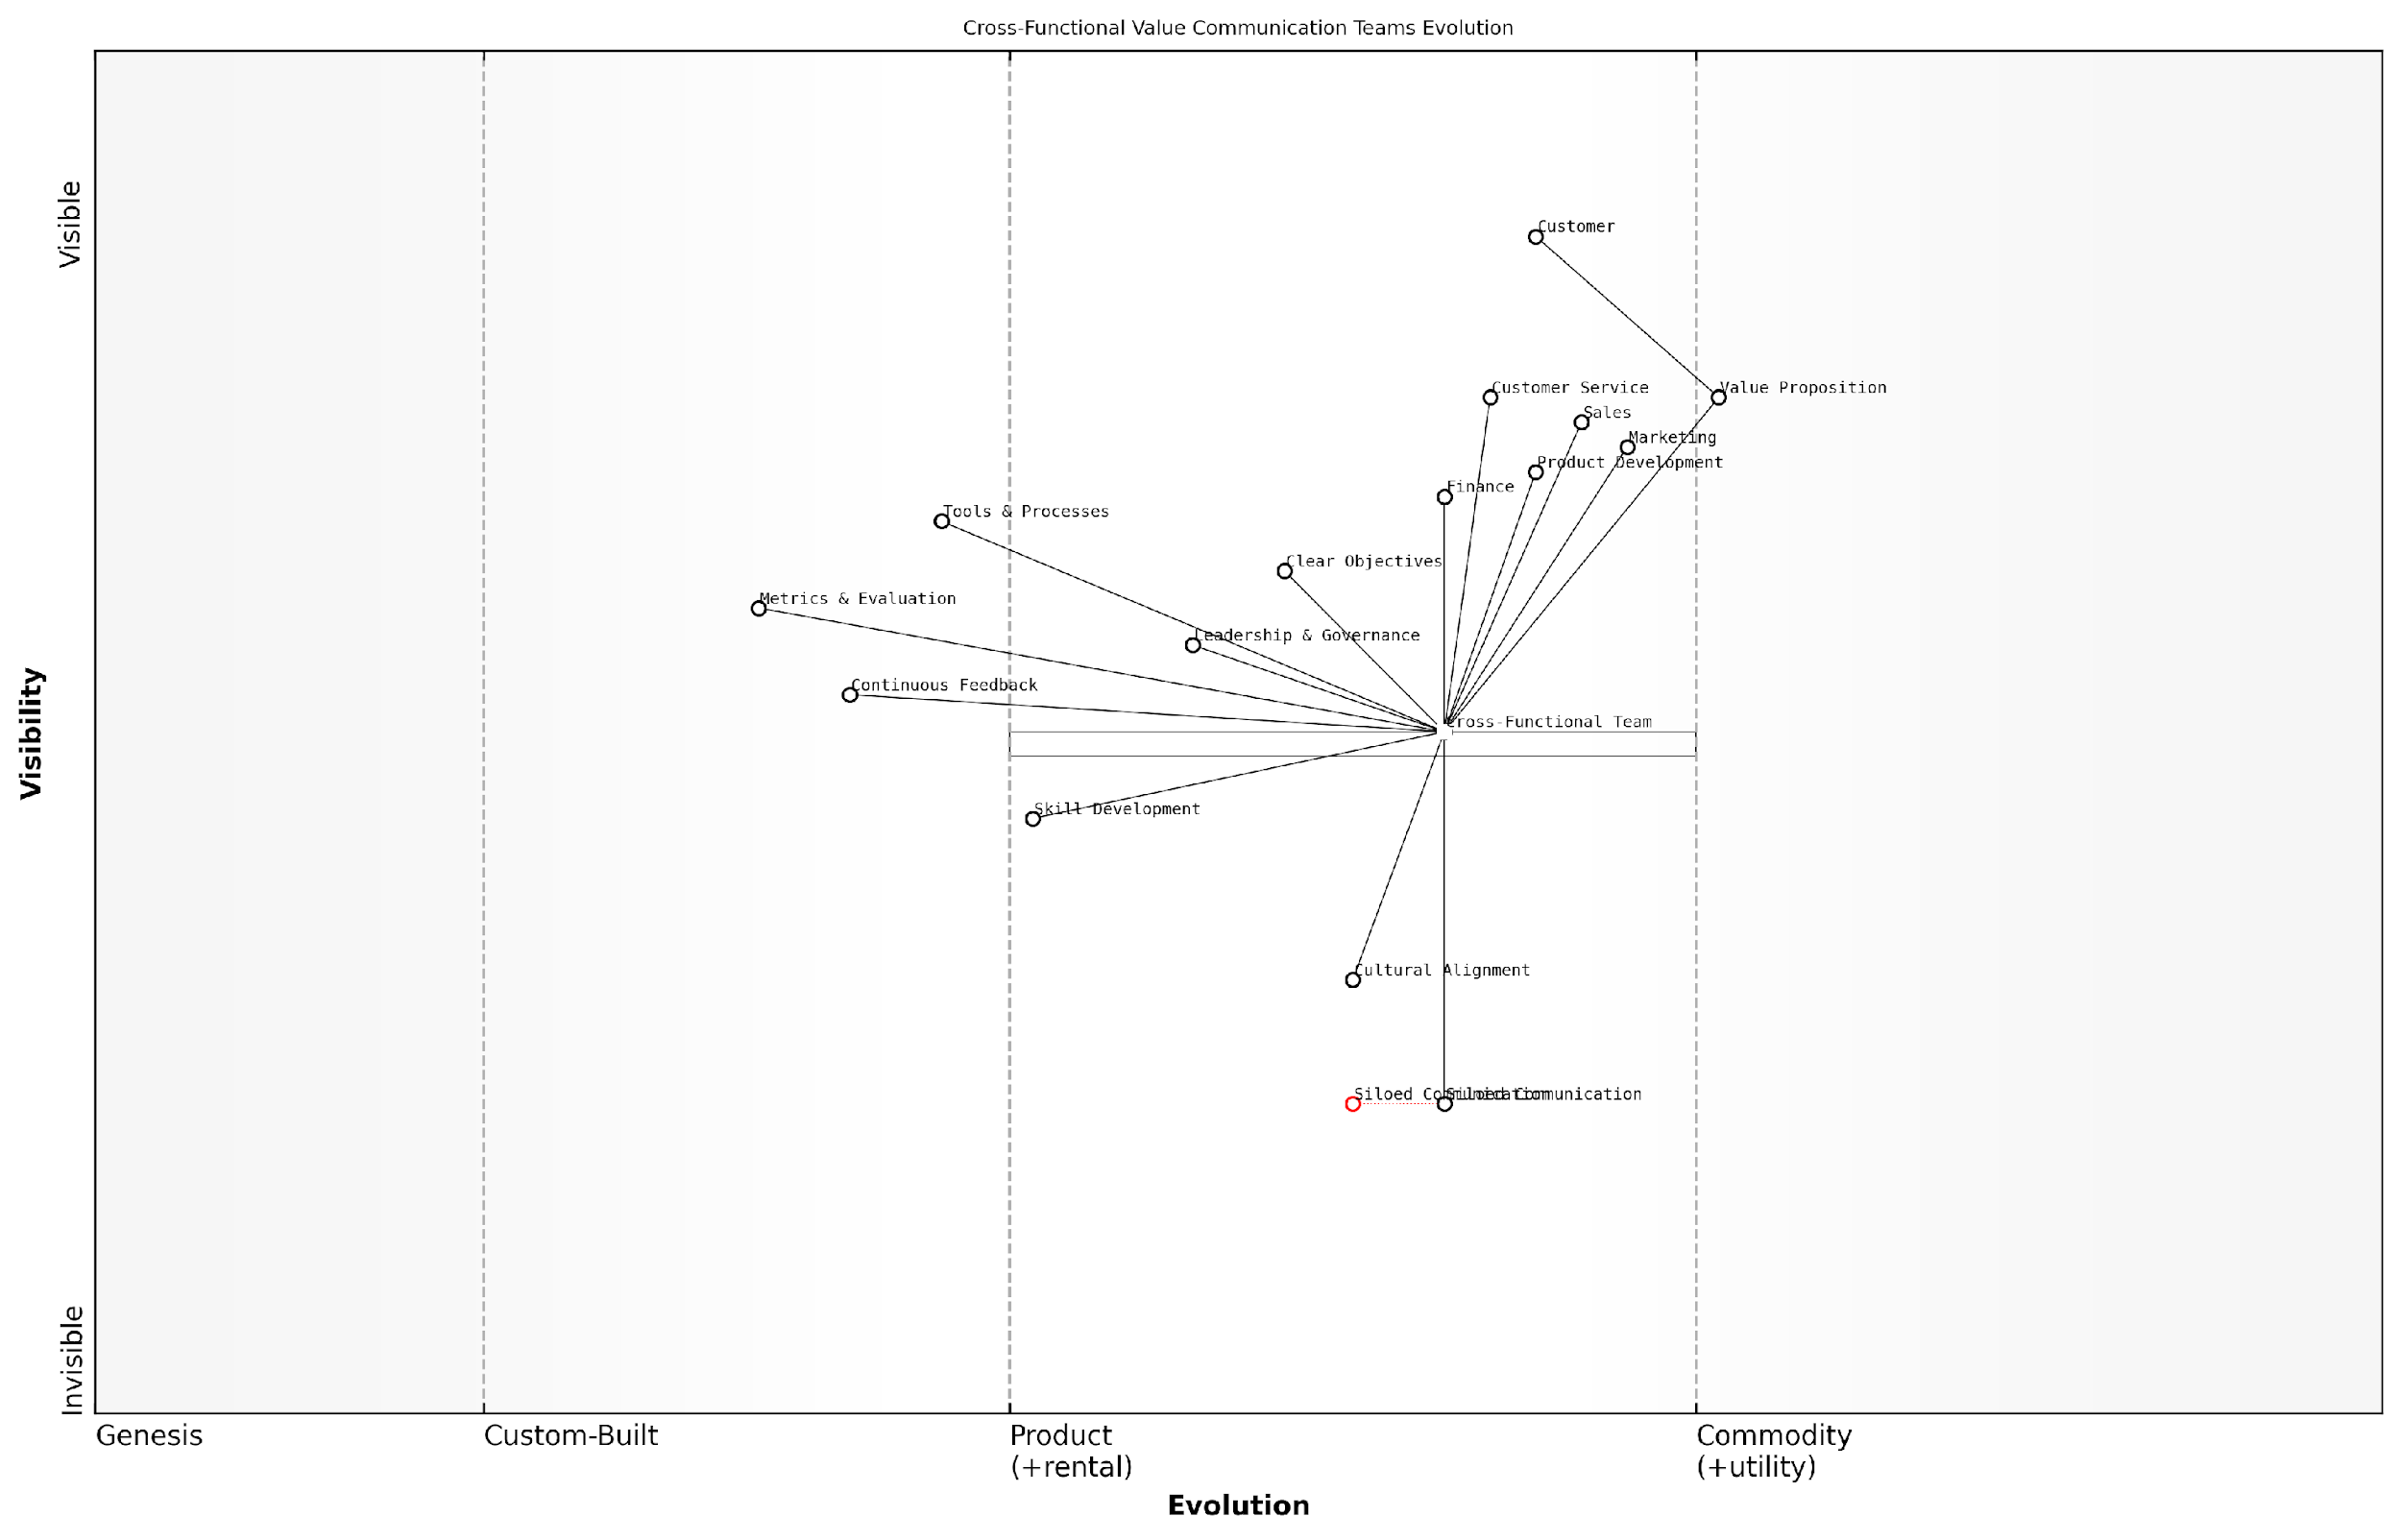 Cross-Functional Value Communication Teams Evolution
Visible
Customer
Customer Service
Value Proposition
Sales
Marketing
Product Development
Finance
Tools & Processes
Clear Objectives
Metrics & Evaluation
Leadership & Governance
Continuous Feedback
Cross-Functional Team
Visibility
Skill Development
Cultural Alignment
Siloed Communication
Siloed Communication
Invisible
Genesis
Custom-Built
Product
(+rental)
Commodity
(+utility)
Evolution